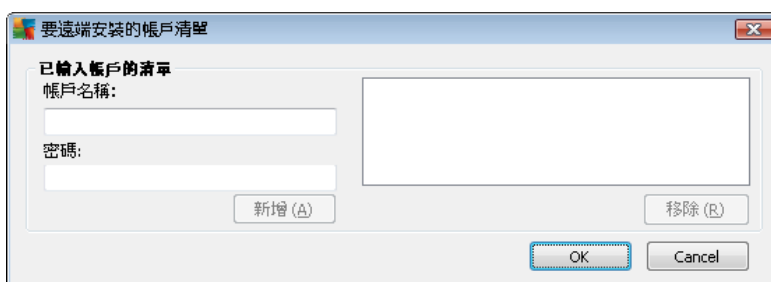 要遠端安裝的帳戶清單
已輸入帳戶的清單
帳戶名稱:
密碼:
新增(A)
移除(R)
OK
Cancel